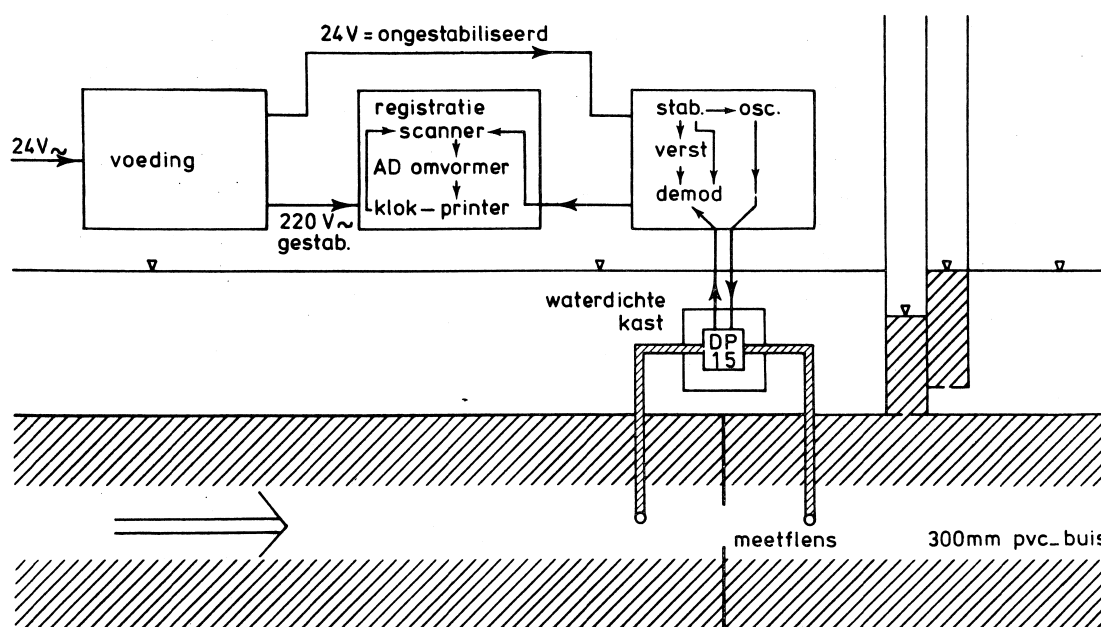 24V = ongestabiliseerd
24V~
voeding
220 V~
gestab.
registratie
scanner
AD omvormer
klok – printer
stab. osc.
verst
demod
waterdichte
kast
DP
15
meetflens
300mm pvc_buis